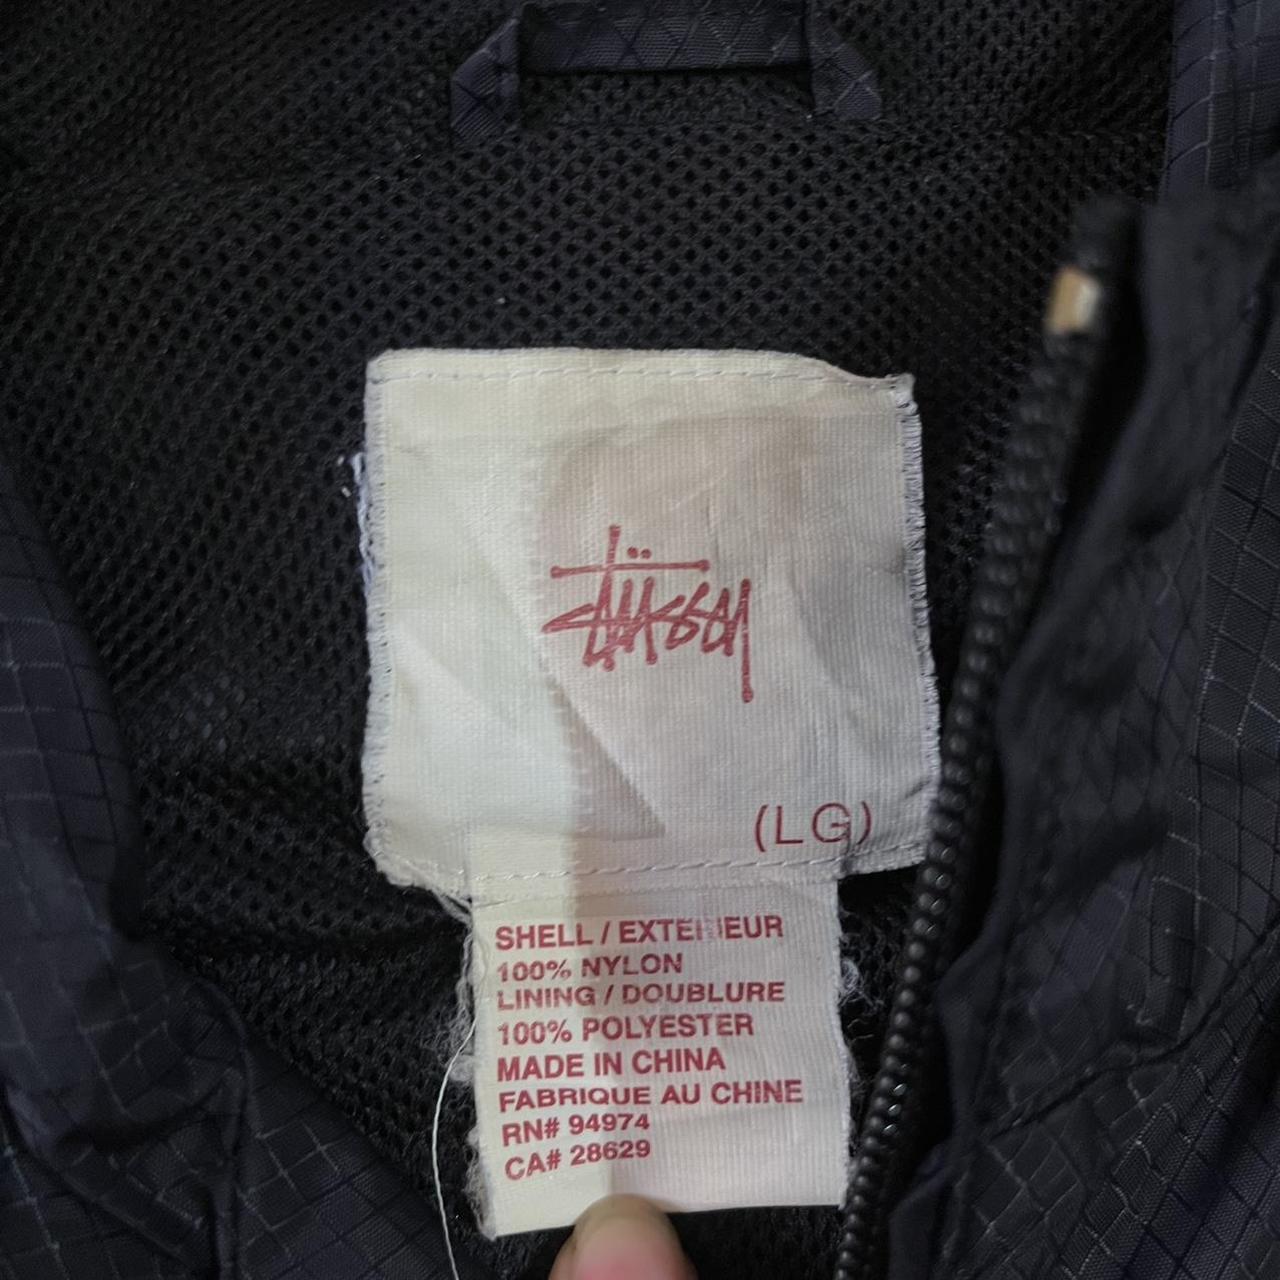 Stüssy
(LG)
SHELL / EXTERIEUR
100% NYLON
LINING / DOUBLURE
100% POLYESTER
MADE IN CHINA
FABRIQUE AU CHINE
RN# 94974
CA# 28629